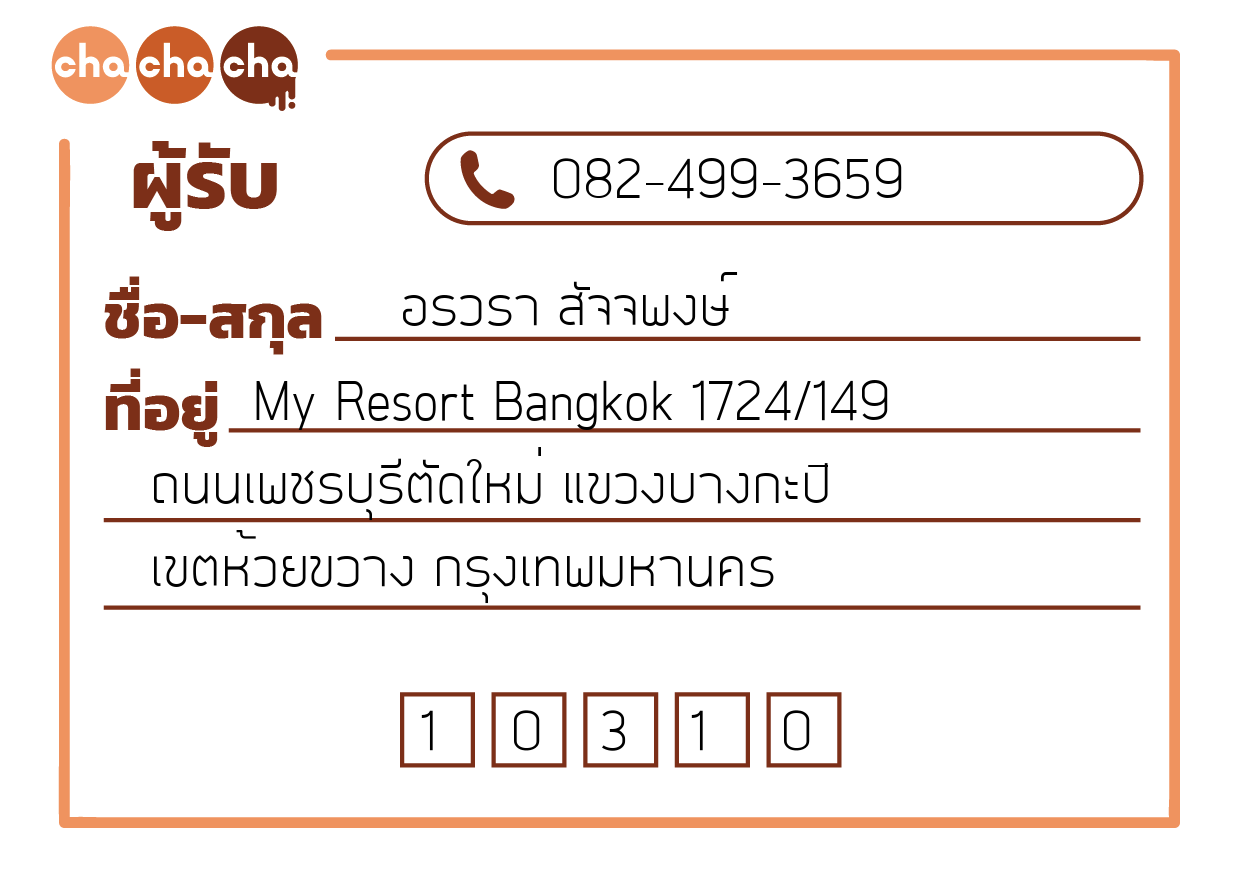 cha cha cha
ผู้รับ 082-499-3659
ชื่อ-สกุล อรวรา สัจจพงษ์
ที่อยู่ My Resort Bangkok 1724/149
ถนนเพชรบุรีตัดใหม่ แขวงบางกะปิ
เขตห้วยขวาง กรุงเทพมหานคร
1 0 3 1 0